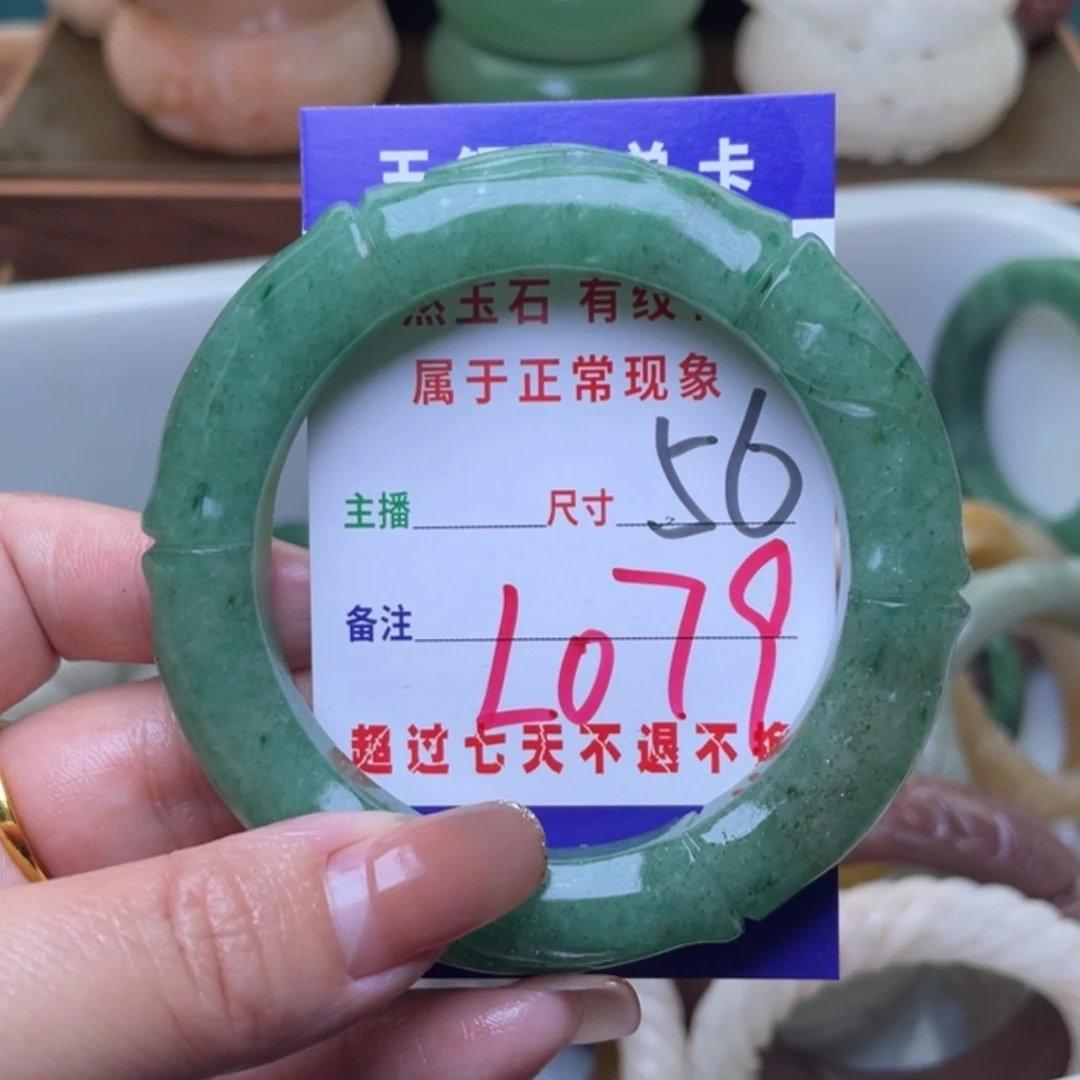 卡
玉石 有纹
属于正常现象
主播 尺寸 56
备注 L079
超过七天不退不换